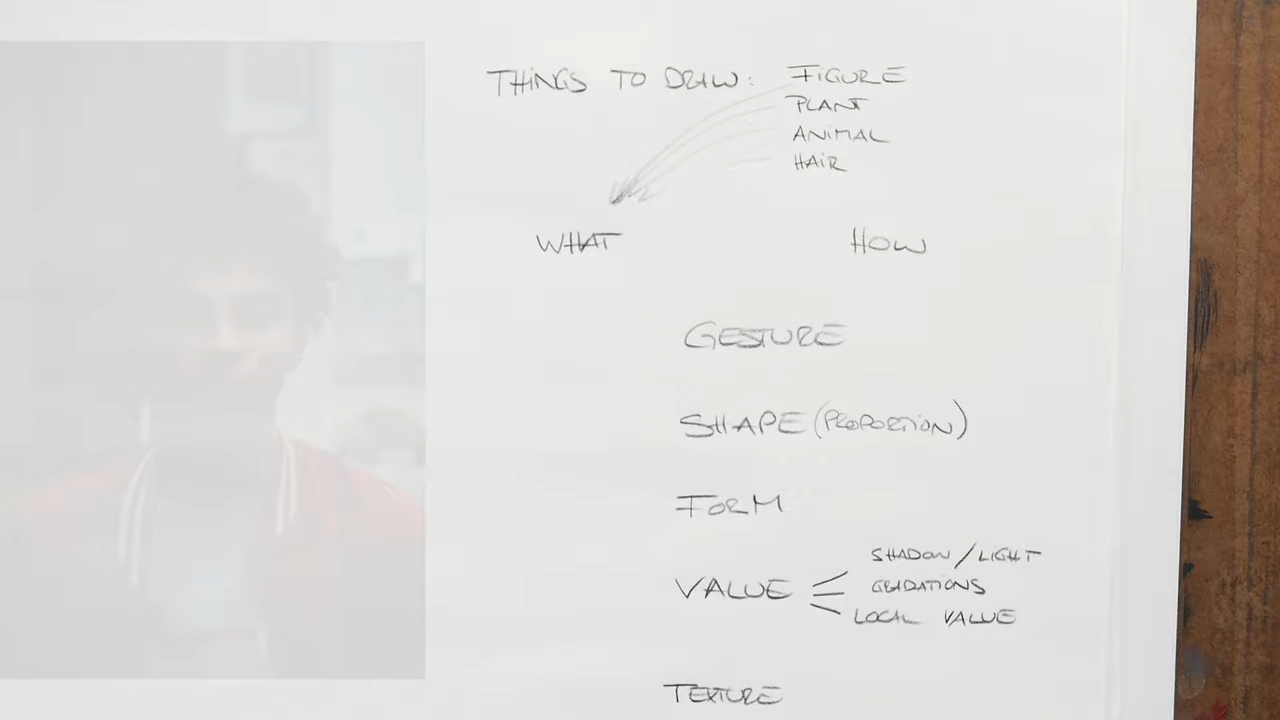 THINGS TO DRAW: FIGURE
PLANT
ANIMAL
HAIR
WHAT HOW
GESTURE
SHAPE (PROPORTION)
FORM
SHADOW/LIGHT
VALUE GRADATIONS
LOCAL VALUE
TEXTURE